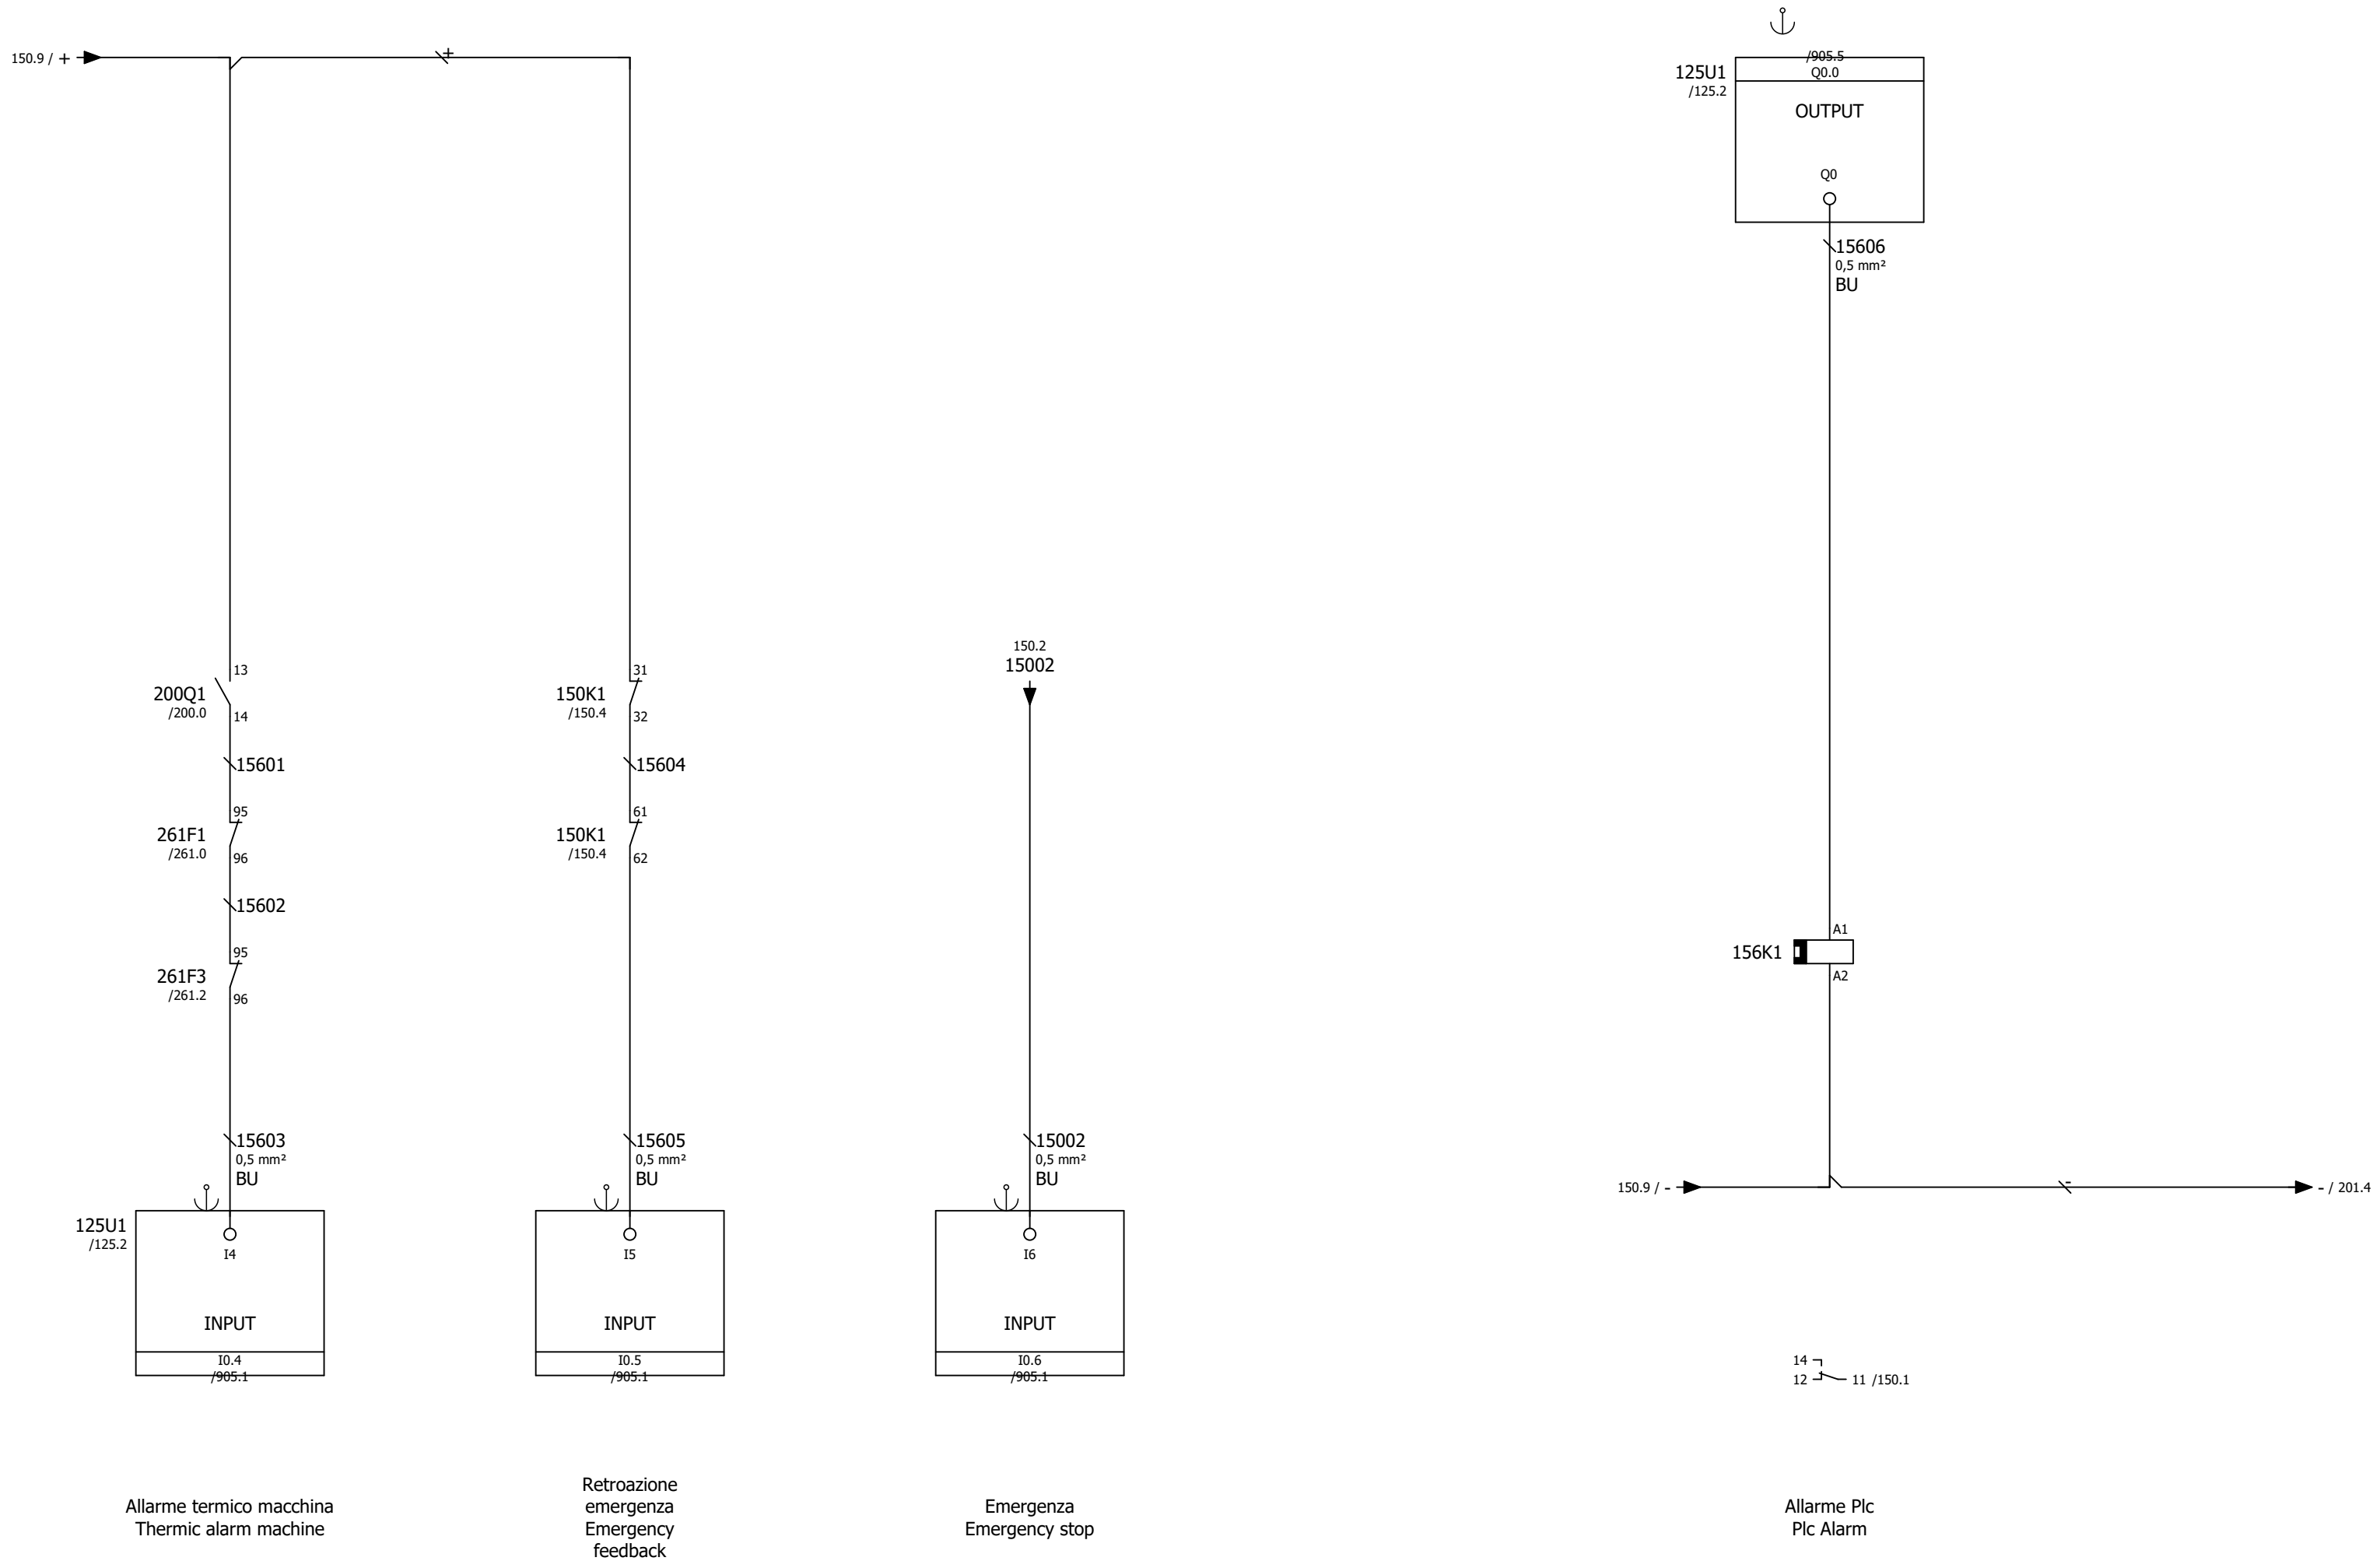 150.9 / +
+
/905.5
125U1
Q0.0
/125.2
OUTPUT
Q0
15606
0,5 mm²
BU
150.2
15002
13
200Q1
/200.0
14
31
150K1
/150.4
32
15601
15604
95
261F1
/261.0
96
61
150K1
/150.4
62
15602
95
261F3
/261.2
96
A1
156K1
A2
15603
0,5 mm²
BU
15605
0,5 mm²
BU
15002
0,5 mm²
BU
150.9 / -
-
- / 201.4
125U1
/125.2
I4
INPUT
I0.4
/905.1
I5
INPUT
I0.5
/905.1
I6
INPUT
I0.6
/905.1
14
12
11 /150.1
Allarme termico macchina
Thermic alarm machine
Retroazione
emergenza
Emergency
feedback
Emergenza
Emergency stop
Allarme Plc
Plc Alarm